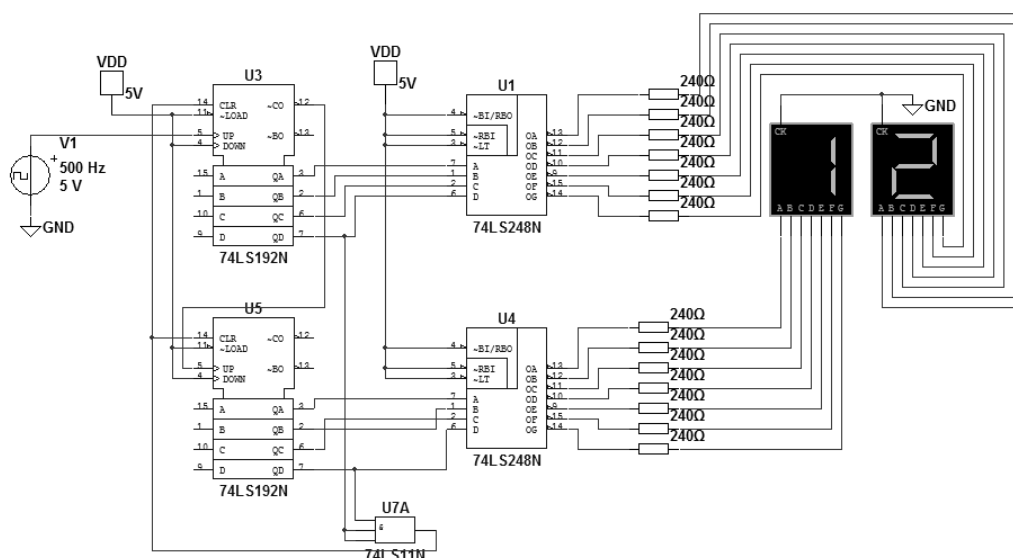 VDD
5V
U3
14 CLR ~CO 12
11 ~LOAD
5 UP ~BO 13
4 DOWN
15 A QA 3
1 B QB 2
10 C QC 6
9 D QD 7
74LS192N
V1
500 Hz
5 V
GND
VDD
5V
U1
4 ~BI/RBO
5 ~RBI OA 13
3 ~LT OB 12
OC 11
OD 10
7 A OE 9
1 B OF 15
2 C OG 14
6 D
74LS248N
240Ω
240Ω
240Ω
240Ω
240Ω
240Ω
240Ω
GND
CK
1
A B C D E F G
CK
2
A B C D E F G
U5
14 CLR ~CO 12
11 ~LOAD
5 UP ~BO 13
4 DOWN
15 A QA 3
1 B QB 2
10 C QC 6
9 D QD 7
74LS192N
U4
4 ~BI/RBO
5 ~RBI OA 13
3 ~LT OB 12
OC 11
OD 10
7 A OE 9
1 B OF 15
2 C OG 14
6 D
74LS248N
240Ω
240Ω
240Ω
240Ω
240Ω
240Ω
240Ω
U7A
74LS11N